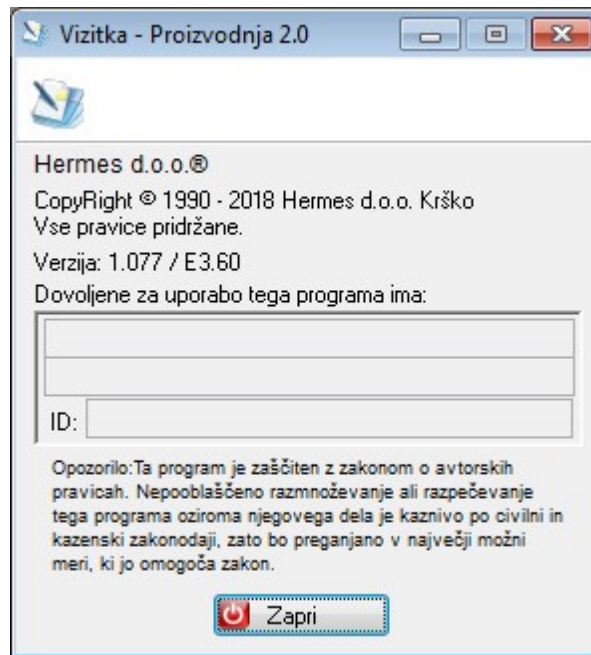 Vizitka - Proizvodnja 2.0
Hermes d.o.o.®
CopyRight © 1990 - 2018 Hermes d.o.o. Krško
Vse pravice pridržane.
Verzija: 1.077 / E3.60
Dovoljene za uporabo tega programa ima:
ID:
Opozorilo:Ta program je zaščiten z zakonom o avtorskih
pravicah. Nepooblaščeno razmnoževanje ali razpečevanje
tega programa oziroma njegovega dela je kaznivo po civilni in
kazenski zakonodaji, zato bo preganjano v največji možni
meri, ki jo omogoča zakon.
Zapri